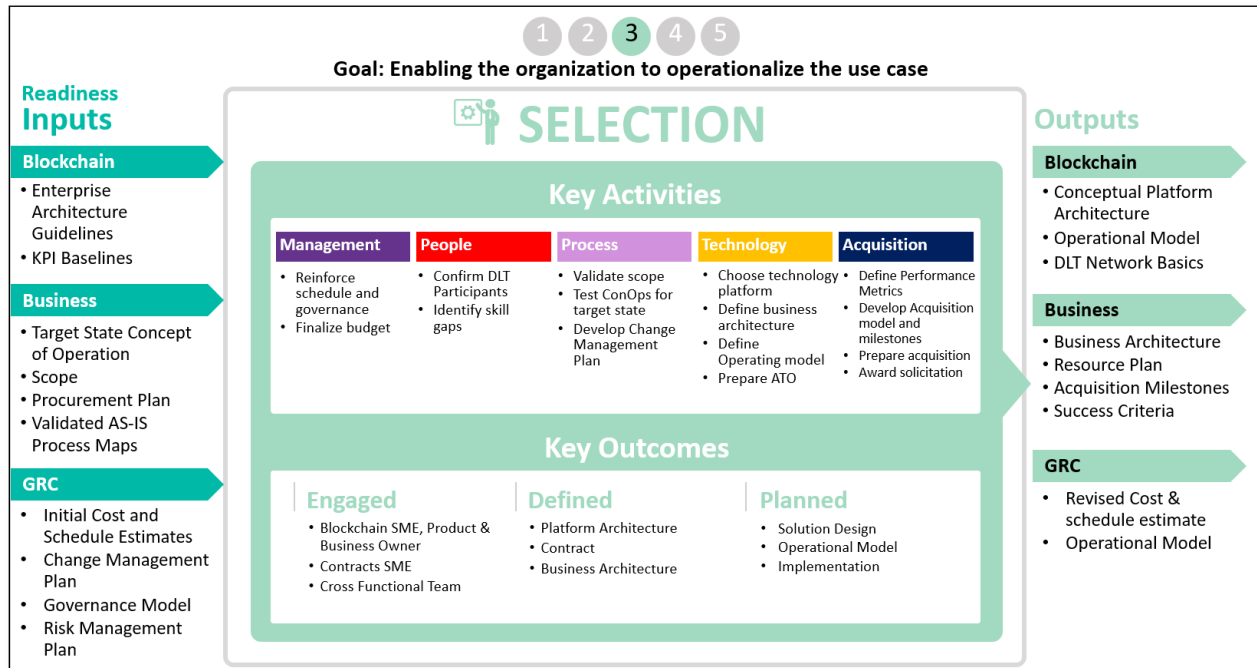 1 2 3 4 5
Goal: Enabling the organization to operationalize the use case
Readiness
Inputs
Blockchain
• Enterprise
Architecture
Guidelines
• KPI Baselines
Business
• Target State Concept
of Operation
• Scope
• Procurement Plan
• Validated AS-IS
Process Maps
GRC
• Initial Cost and
Schedule Estimates
• Change Management
Plan
• Governance Model
• Risk Management
Plan
SELECTION
Key Activities
Management
• Reinforce
schedule and
governance
• Finalize budget
People
• Confirm DLT
Participants
• Identify skill
gaps
Process
• Validate scope
• Test ConOps for
target state
• Develop Change
Management
Plan
Technology
• Choose technology
platform
• Define business
architecture
• Define
Operating model
• Prepare ATO
Acquisition
• Define Performance
Metrics
• Develop Acquisition
model and
milestones
• Prepare acquisition
• Award solicitation
Key Outcomes
Engaged
• Blockchain SME, Product &
Business Owner
• Contracts SME
• Cross Functional Team
Defined
• Platform Architecture
• Contract
• Business Architecture
Planned
• Solution Design
• Operational Model
• Implementation
Outputs
Blockchain
• Conceptual Platform
Architecture
• Operational Model
• DLT Network Basics
Business
• Business Architecture
• Resource Plan
• Acquisition Milestones
• Success Criteria
GRC
• Revised Cost &
schedule estimate
• Operational Model